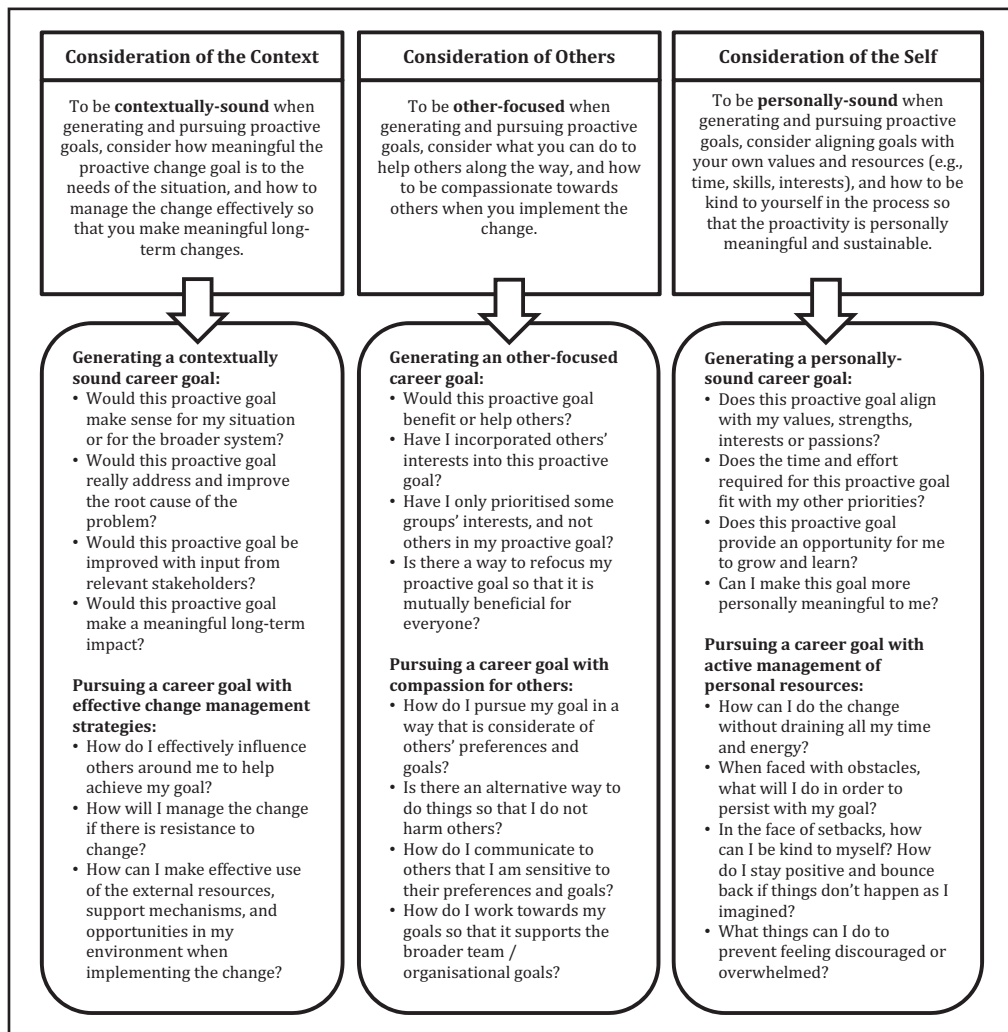 Consideration of the Context
To be contextually-sound when
generating and pursuing proactive
goals, consider how meaningful the
proactive change goal is to the
needs of the situation, and how to
manage the change effectively so
that you make meaningful long-
term changes.
Generating a contextually
sound career goal:
• Would this proactive goal
make sense for my situation
or for the broader system?
• Would this proactive goal
really address and improve
the root cause of the
problem?
• Would this proactive goal be
improved with input from
relevant stakeholders?
• Would this proactive goal
make a meaningful long-term
impact?
Pursuing a career goal with
effective change management
strategies:
• How do I effectively influence
others around me to help
achieve my goal?
• How will I manage the change
if there is resistance to
change?
• How can I make effective use
of the external resources,
support mechanisms, and
opportunities in my
environment when
implementing the change?
Consideration of Others
To be other-focused when
generating and pursuing proactive
goals, consider what you can do to
help others along the way, and how
to be compassionate towards
others when you implement the
change.
Generating an other-focused
career goal:
• Would this proactive goal
benefit or help others?
• Have I incorporated others’
interests into this proactive
goal?
• Have I only prioritised some
groups’ interests, and not
others in my proactive goal?
• Is there a way to refocus my
proactive goal so that it is
mutually beneficial for
everyone?
Pursuing a career goal with
compassion for others:
• How do I pursue my goal in a
way that is considerate of
others’ preferences and
goals?
• Is there an alternative way to
do things so that I do not
harm others?
• How do I communicate to
others that I am sensitive to
their preferences and goals?
• How do I work towards my
goals so that it supports the
broader team /
organisational goals?
Consideration of the Self
To be personally-sound when
generating and pursuing proactive
goals, consider aligning goals with
your own values and resources (e.g.,
time, skills, interests), and how to be
kind to yourself in the process so
that the proactivity is personally
meaningful and sustainable.
Generating a personally-
sound career goal:
• Does this proactive goal align
with my values, strengths,
interests or passions?
• Does the time and effort
required for this proactive goal
fit with my other priorities?
• Does this proactive goal
provide an opportunity for me
to grow and learn?
• Can I make this goal more
personally meaningful to me?
Pursuing a career goal with
active management of
personal resources:
• How can I do the change
without draining all my time
and energy?
• When faced with obstacles,
what will I do in order to
persist with my goal?
• In the face of setbacks, how
can I be kind to myself? How
do I stay positive and bounce
back if things don’t happen as I
imagined?
• What things can I do to
prevent feeling discouraged or
overwhelmed?